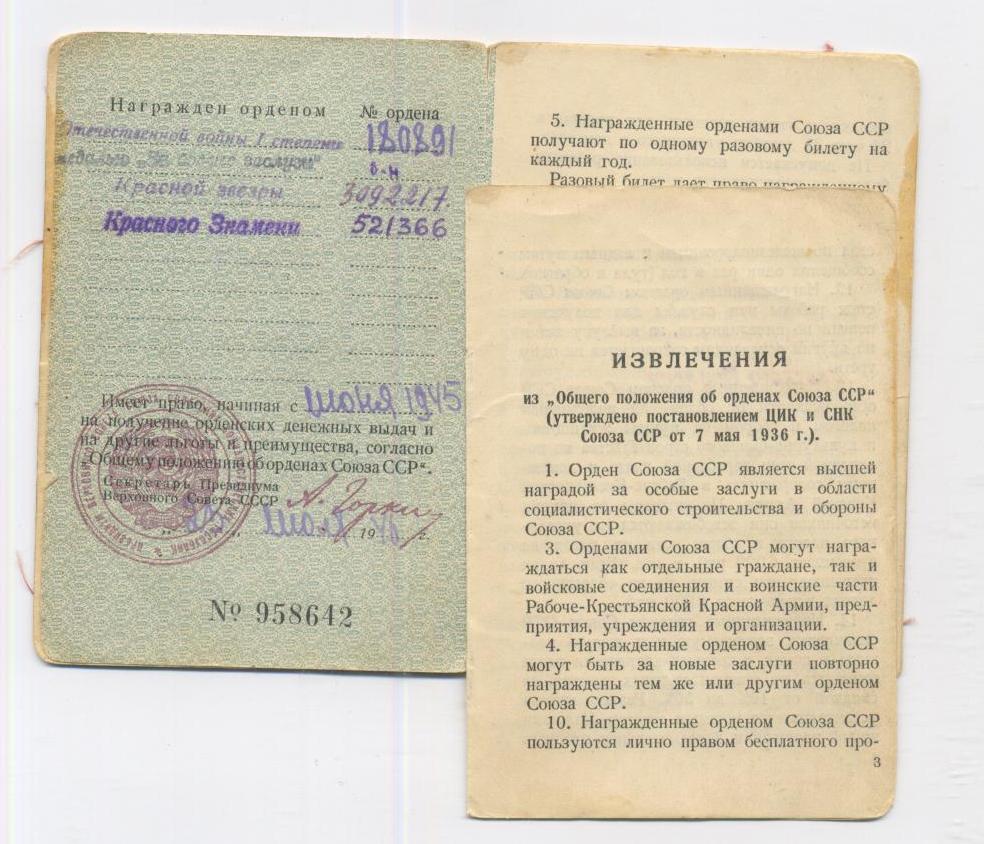 Награжден орденом № ордена
Отечественной войны I степени 180891
медалью „За боевые заслуги" б.н
Красной звезды 3092217.
Красного Знамени 521366
Имеет право, начиная с июня 1945
на получение орденских денежных выдач и
на другие льготы и преимущества, согласно
„Общему положению об орденах Союза ССР".
Секретарь Президиума
Верховного Совета СССР А. Горкин
19 г.
№ 958642
5. Награжденные орденами Союза ССР
получают по одному разовому билету на
каждый год.
Разовый билет дает право награжденному
ИЗВЛЕЧЕНИЯ
из „Общего положения об орденах Союза ССР"
(утверждено постановлением ЦИК и СНК
Союза ССР от 7 мая 1936 г.).
1. Орден Союза ССР является высшей
наградой за особые заслуги в области
социалистического строительства и обороны
Союза ССР.
3. Орденами Союза ССР могут награ-
ждаться как отдельные граждане, так и
войсковые соединения и воинские части
Рабоче-Крестьянской Красной Армии, пред-
приятия, учреждения и организации.
4. Награжденные орденом Союза ССР
могут быть за новые заслуги повторно
награждены тем же или другим орденом
Союза ССР.
10. Награжденные орденом Союза ССР
пользуются лично правом бесплатного про-
3